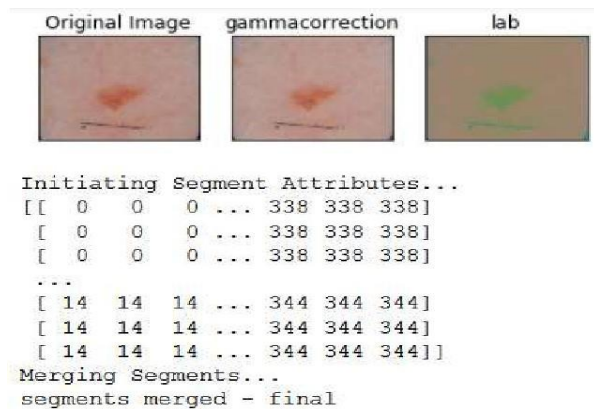 Original Image gammacorrection lab
Initiating Segment Attributes...
[[ 0 0 0 ... 338 338 338]
[ 0 0 0 ... 338 338 338]
[ 0 0 0 ... 338 338 338]
...
[ 14 14 14 ... 344 344 344]
[ 14 14 14 ... 344 344 344]
[ 14 14 14 ... 344 344 344]]
Merging Segments...
segments merged - final